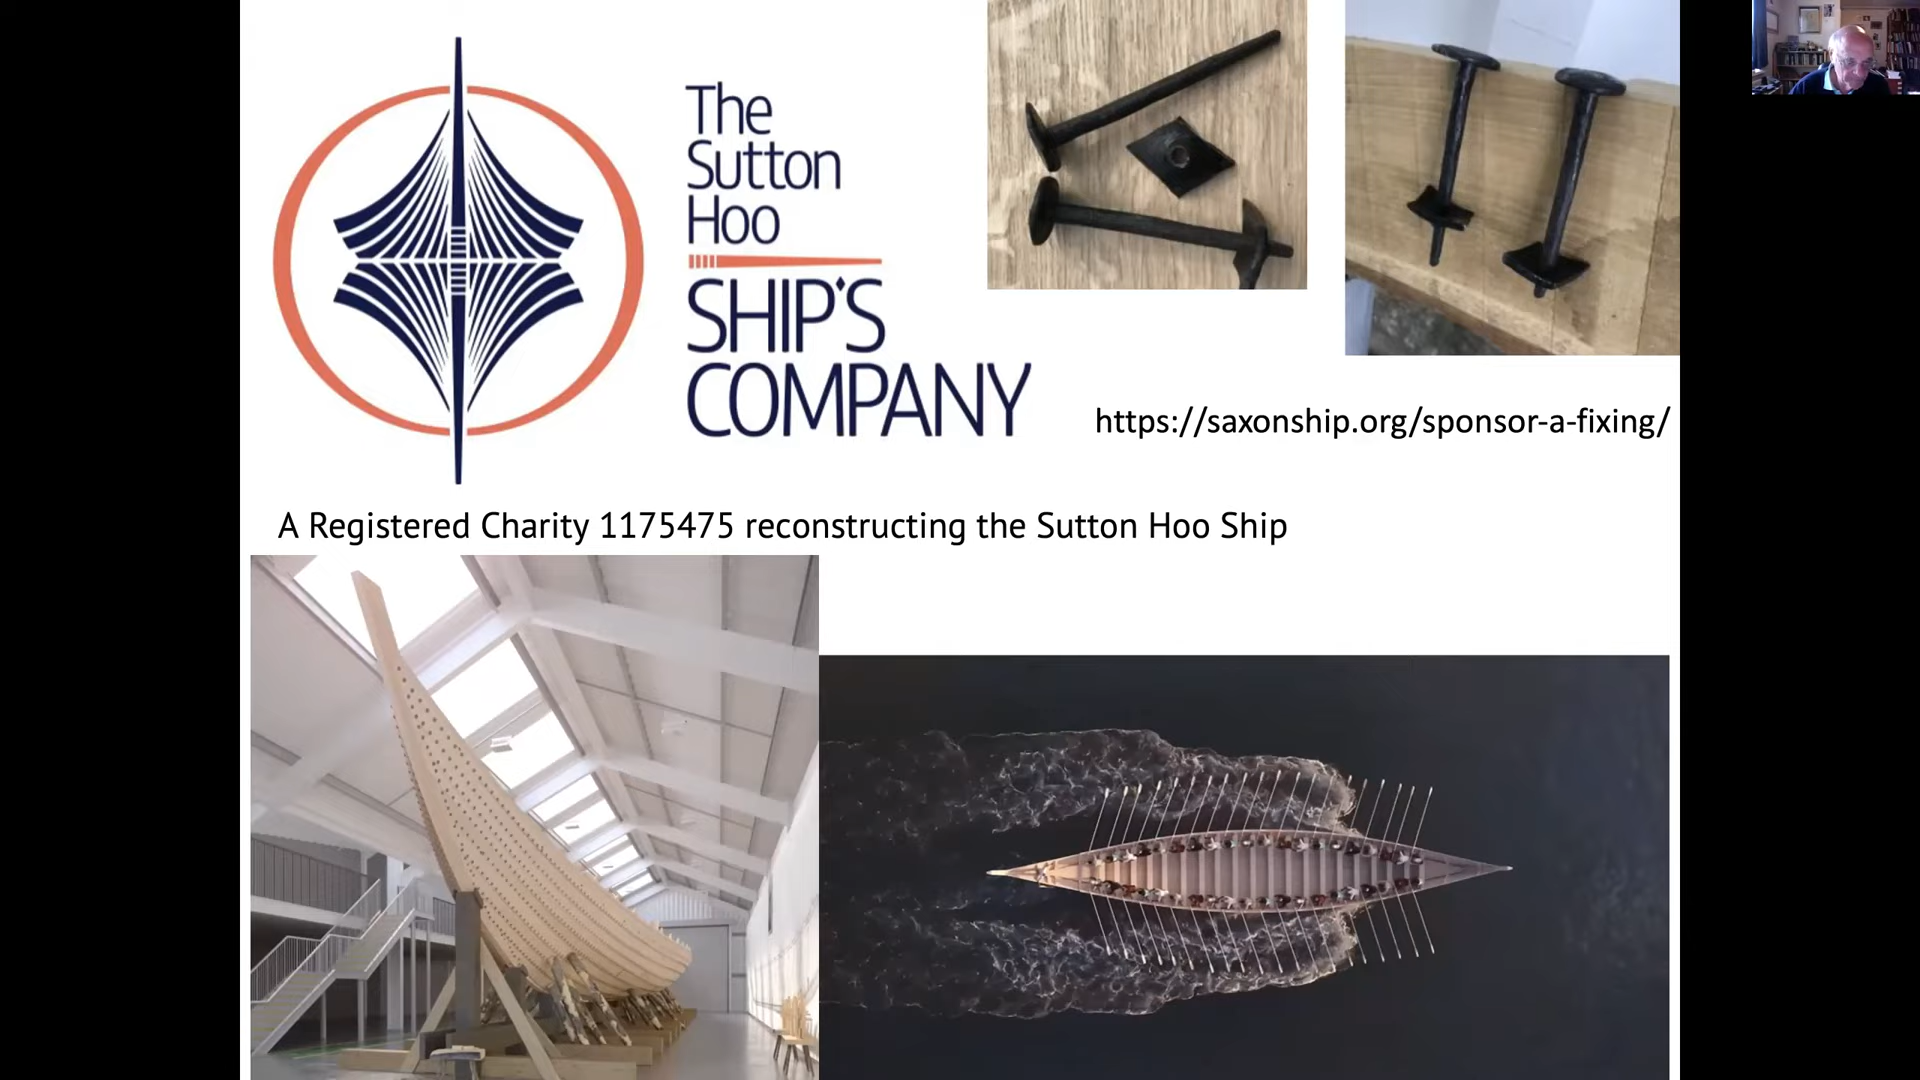 The
Sutton
Hoo
SHIP'S
COMPANY
https://saxonship.org/sponsor-a-fixing/
A Registered Charity 1175475 reconstructing the Sutton Hoo Ship